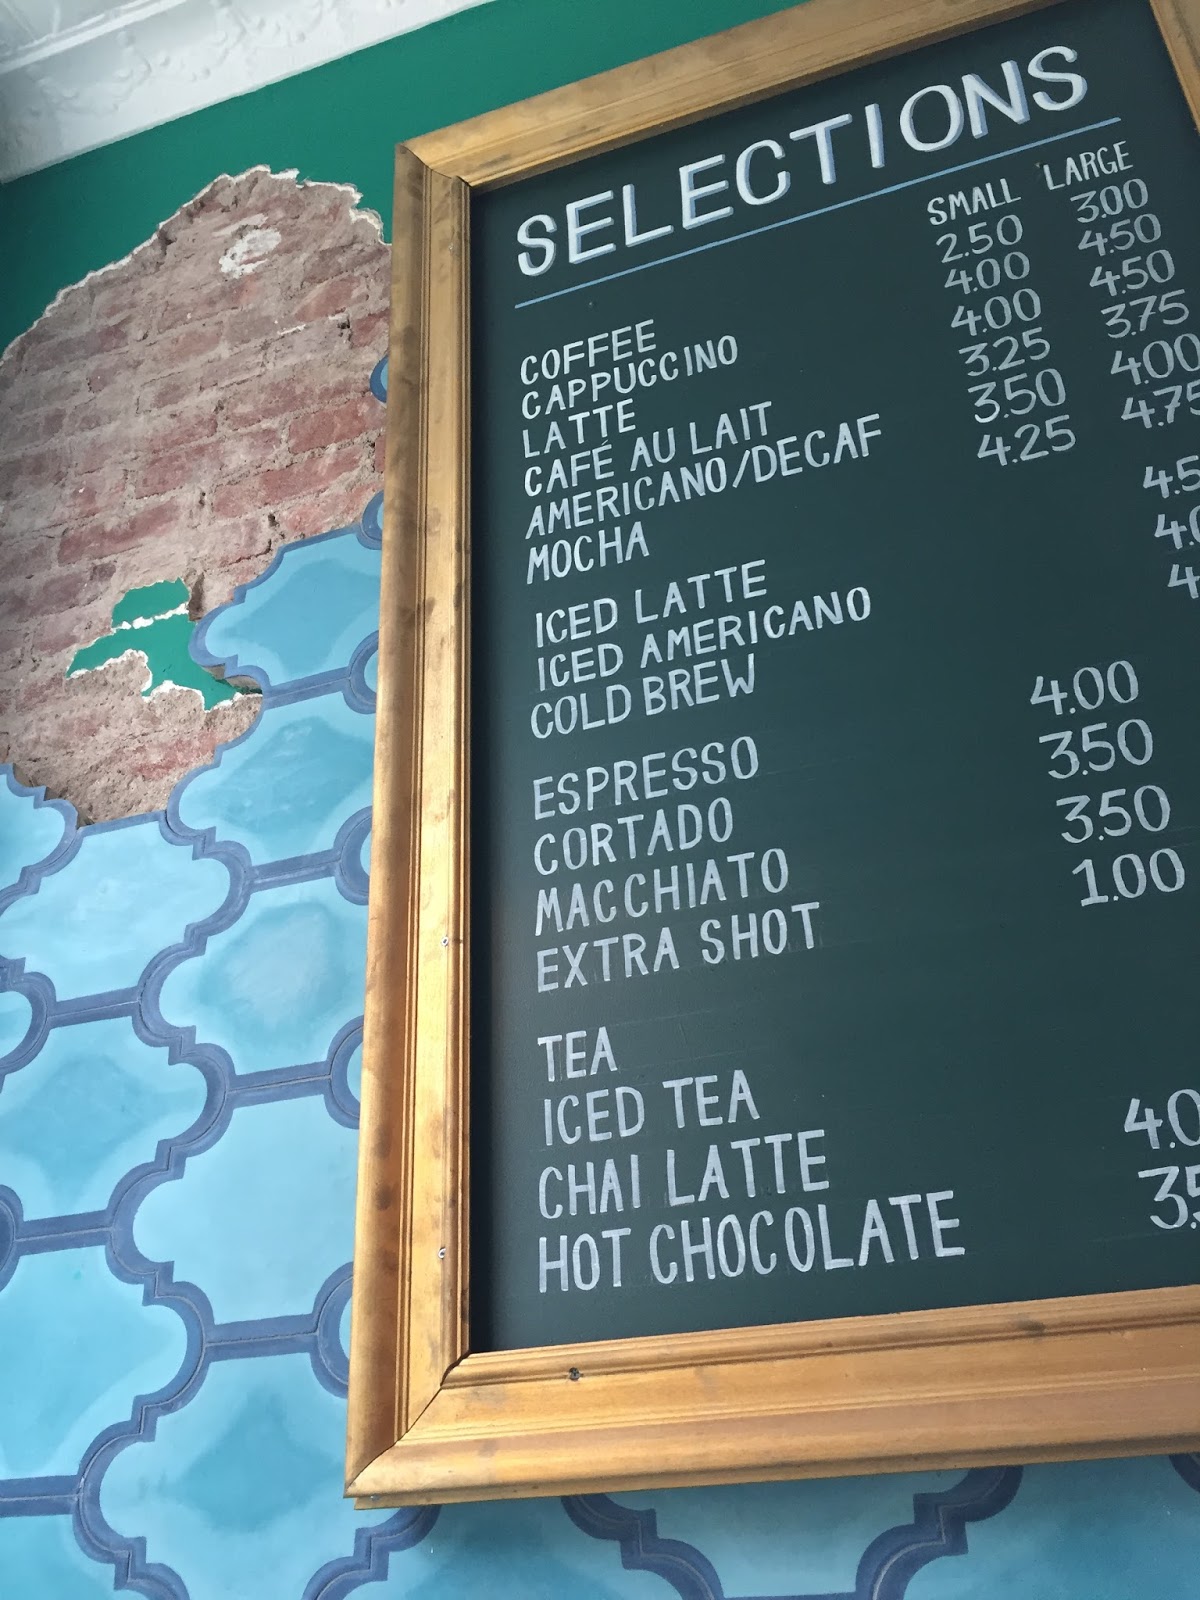 SELECTIONS
SMALL LARGE
COFFEE 2.50 3.00
CAPPUCCINO 4.00 4.50
LATTE 4.00 4.50
CAFÉ AU LAIT 3.25 3.75
AMERICANO/DECAF 3.50 4.00
MOCHA 4.25 4.75
ICED LATTE
ICED AMERICANO
COLD BREW
ESPRESSO 4.00
CORTADO 3.50
MACCHIATO 3.50
EXTRA SHOT 1.00
TEA
ICED TEA
CHAI LATTE
HOT CHOCOLATE